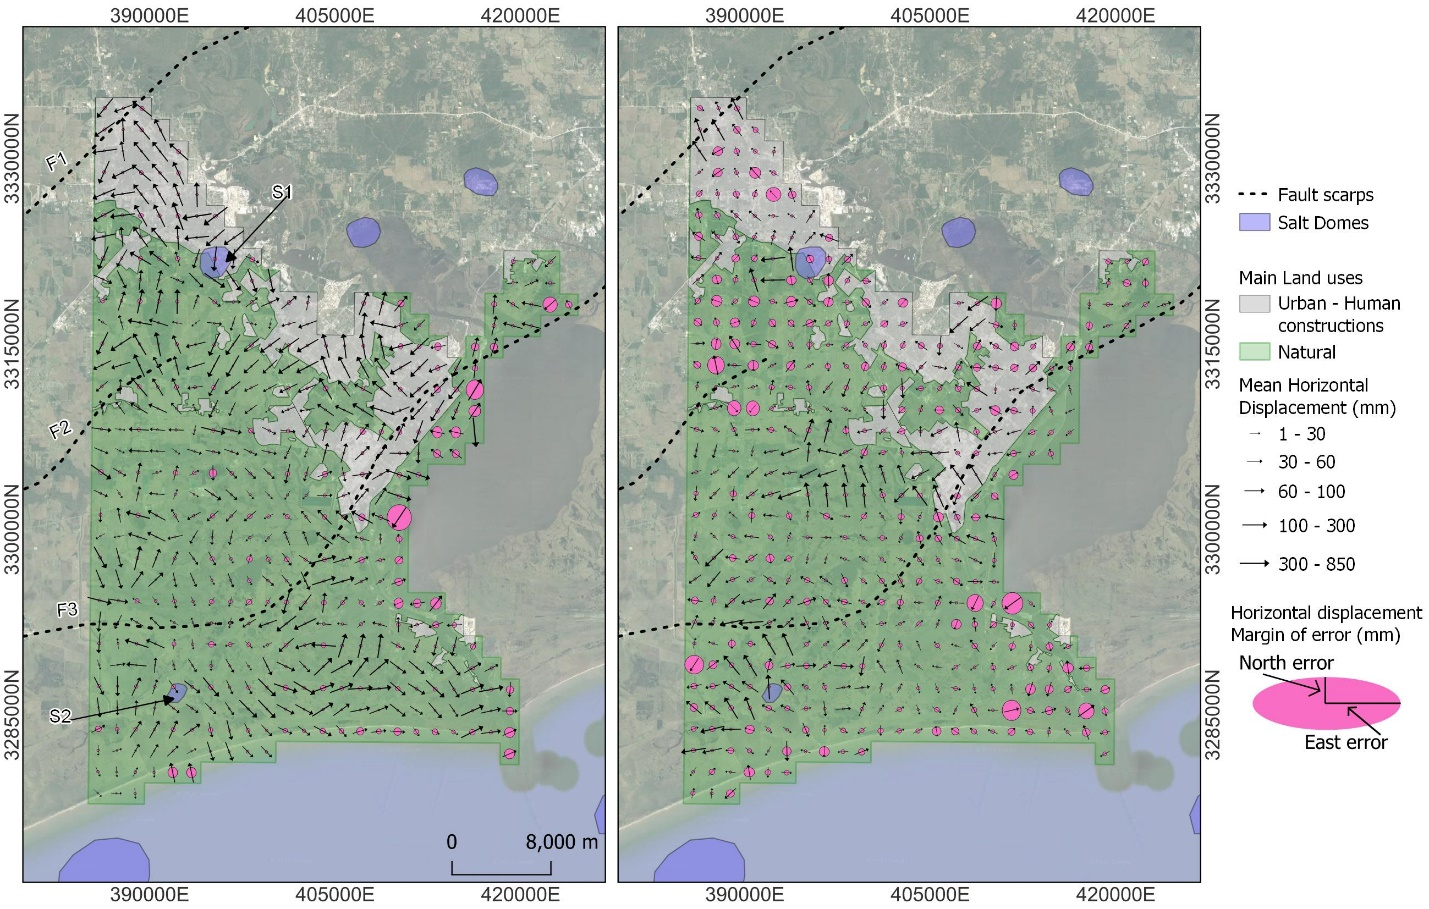 390000E 405000E 420000E
390000E 405000E 420000E
3330000N
3315000N
3300000N
3285000N
F1
S1
F2
F3
S2
0 8,000 m
390000E 405000E 420000E
390000E 405000E 420000E
3330000N
3315000N
3300000N
3285000N
Fault scarps
Salt Domes
Main Land uses
Urban - Human
constructions
Natural
Mean Horizontal
Displacement (mm)
1 - 30
30 - 60
60 - 100
100 - 300
300 - 850
Horizontal displacement
Margin of error (mm)
North error
East error